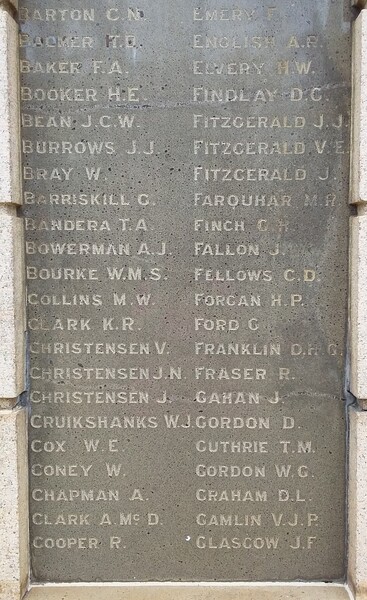 BARTON C.N.
BOOMER H.D.
BAKER F.A.
BOOKER H.E.
BEAN J.C.W.
BURROWS J.J.
BRAY W.
BARRISKILL G.
BANDERA T.A.
BOWERMAN A.J.
BOURKE W.M.S.
COLLINS M.W.
CLARK K.R.
CHRISTENSEN V.
CHRISTENSEN J.N.
CHRISTENSEN J.
CRUIKSHANKS W.J.
COX W.E.
CONEY W.
CHAPMAN A.
CLARK A.Mc D.
COOPER R.
EMERY F.
ENGLISH A.R.
ELVERY H.W.
FINDLAY D.G.
FITZGERALD J.J.
FITZGERALD V.E.
FITZGERALD J.
FARQUHAR M.R.
FINCH G.H.
FALLON J.
FELLOWS C.D.
FORGAN H.P.
FORD C
FRANKLIN D.H.G.
FRASER R.
GAHAN J.
GORDON D.
GUTHRIE T.M.
GORDON W.G.
GRAHAM D.L.
GAMLIN V.J.P.
GLASGOW J.F.